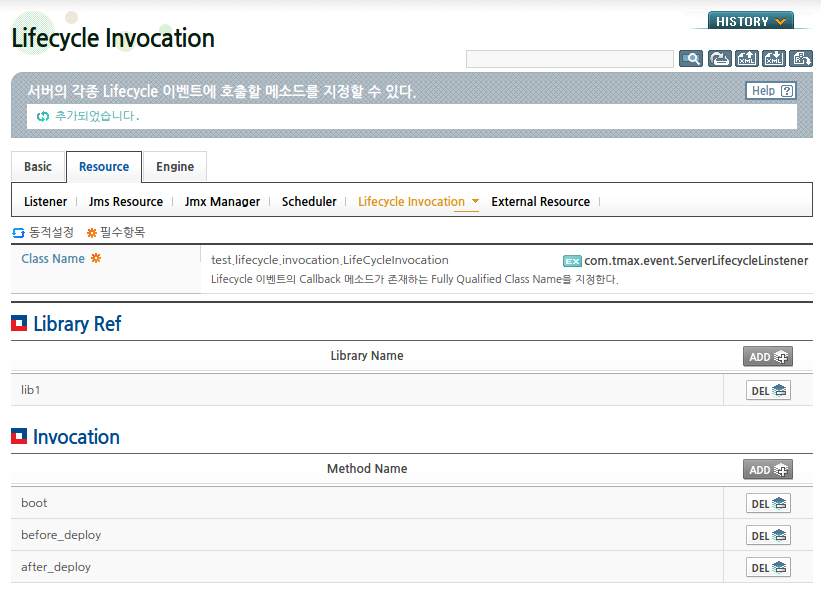 Lifecycle Invocation
HISTORY
서버의 각종 Lifecycle 이벤트에 호출할 메소드를 지정할 수 있다.
Help ?
추가되었습니다.
Basic
Resource
Engine
Listener
Jms Resource
Jmx Manager
Scheduler
Lifecycle Invocation
External Resource
동적설정
필수항목
Class Name
test.lifecycle.invocation.LifeCycleInvocation
EX com.tmax.event.ServerLifecycleLinstener
Lifecycle 이벤트의 Callback 메소드가 존재하는 Fully Qualified Class Name을 지정한다.
Library Ref
Library Name
ADD
lib1
DEL
Invocation
Method Name
ADD
boot
DEL
before_deploy
DEL
after_deploy
DEL